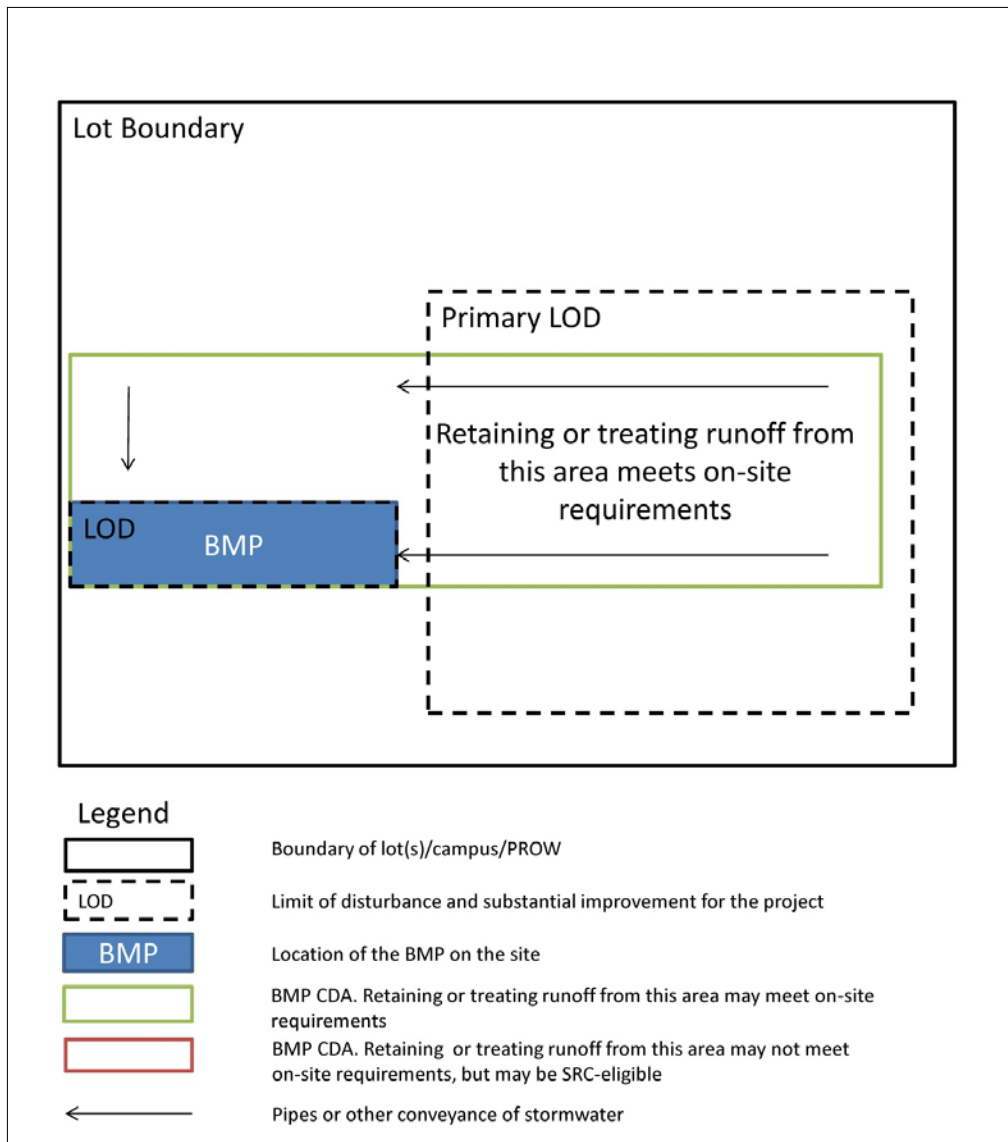 Lot Boundary
Primary LOD
Retaining or treating runoff from
this area meets on-site
requirements
LOD
BMP
Legend
Boundary of lot(s)/campus/PROW
LOD
Limit of disturbance and substantial improvement for the project
BMP
Location of the BMP on the site
BMP CDA. Retaining or treating runoff from this area may meet on-site
requirements
BMP CDA. Retaining or treating runoff from this area may not meet
on-site requirements, but may be SRC-eligible
Pipes or other conveyance of stormwater